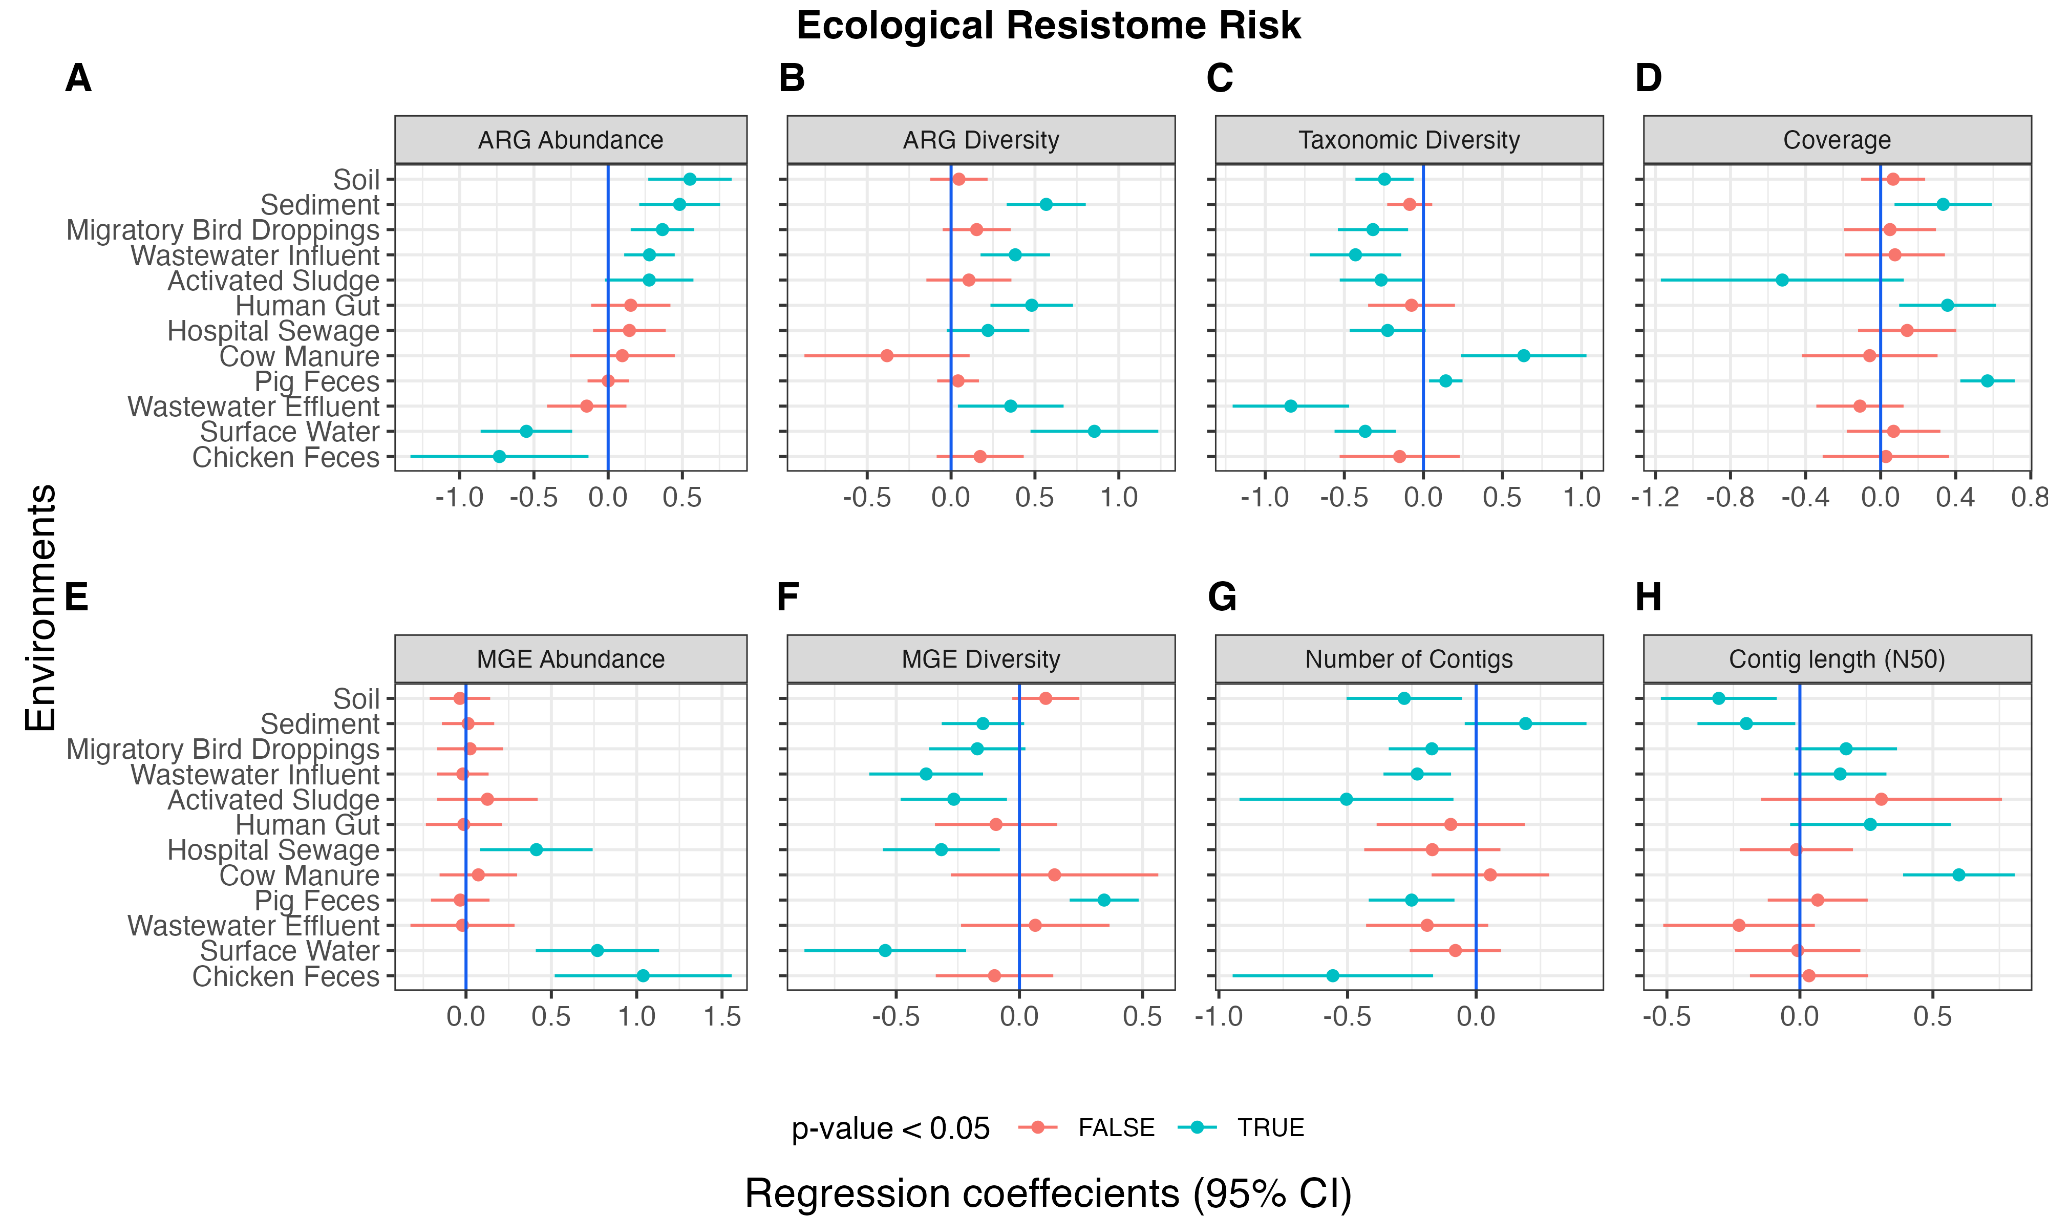 Ecological Resistome Risk
A
B
C
D
ARG Abundance
ARG Diversity
Taxonomic Diversity
Coverage
Soil
Sediment
Migratory Bird Droppings
Wastewater Influent
Activated Sludge
Human Gut
Hospital Sewage
Cow Manure
Pig Feces
Wastewater Effluent
Surface Water
Chicken Feces
-1.0 -0.5 0.0 0.5
-0.5 0.0 0.5 1.0
-1.0 -0.5 0.0 0.5 1.0
-1.2 -0.8 -0.4 0.0 0.4 0.8
Environments
E
F
G
H
MGE Abundance
MGE Diversity
Number of Contigs
Contig length (N50)
Soil
Sediment
Migratory Bird Droppings
Wastewater Influent
Activated Sludge
Human Gut
Hospital Sewage
Cow Manure
Pig Feces
Wastewater Effluent
Surface Water
Chicken Feces
0.0 0.5 1.0 1.5
-0.5 0.0 0.5
-1.0 -0.5 0.0
-0.5 0.0 0.5
p-value < 0.05 FALSE TRUE
Regression coeffecients (95% CI)